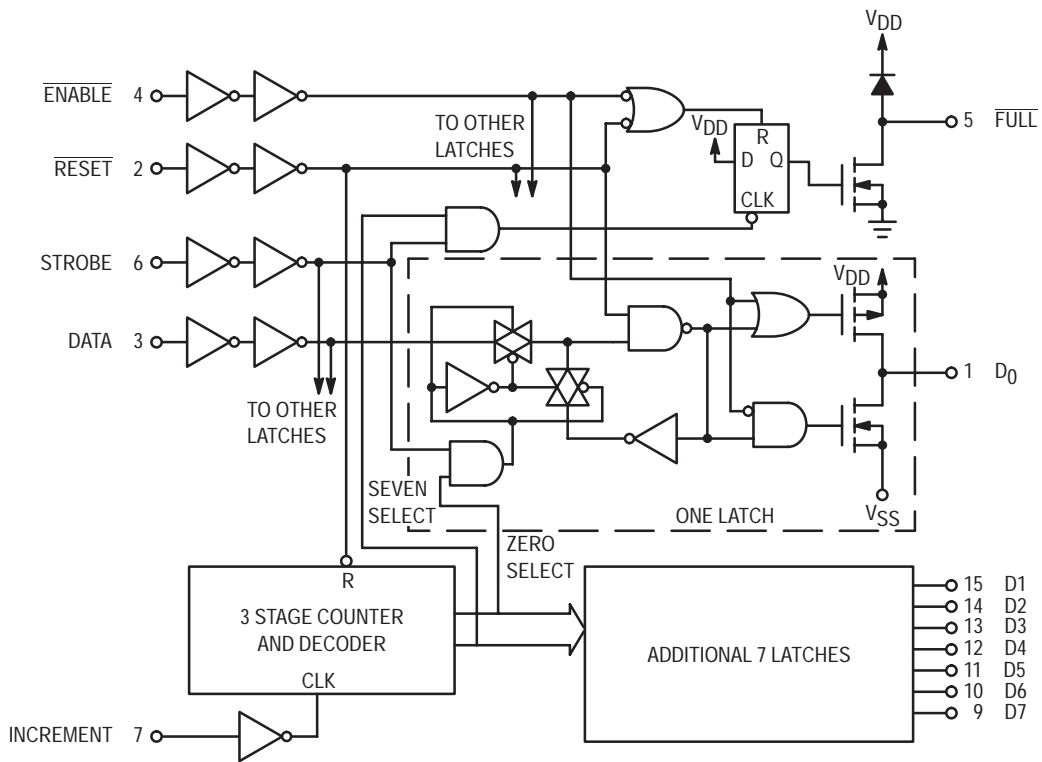 VDD
ENABLE 4
5 FULL
TO OTHER
LATCHES
VDD
R
D Q
CLK
RESET 2
STROBE 6
VDD
DATA 3
1 D0
TO OTHER
LATCHES
SEVEN
SELECT
ONE LATCH
VSS
ZERO
SELECT
R
3 STAGE COUNTER
AND DECODER
CLK
ADDITIONAL 7 LATCHES
15 D1
14 D2
13 D3
12 D4
11 D5
10 D6
9 D7
INCREMENT 7